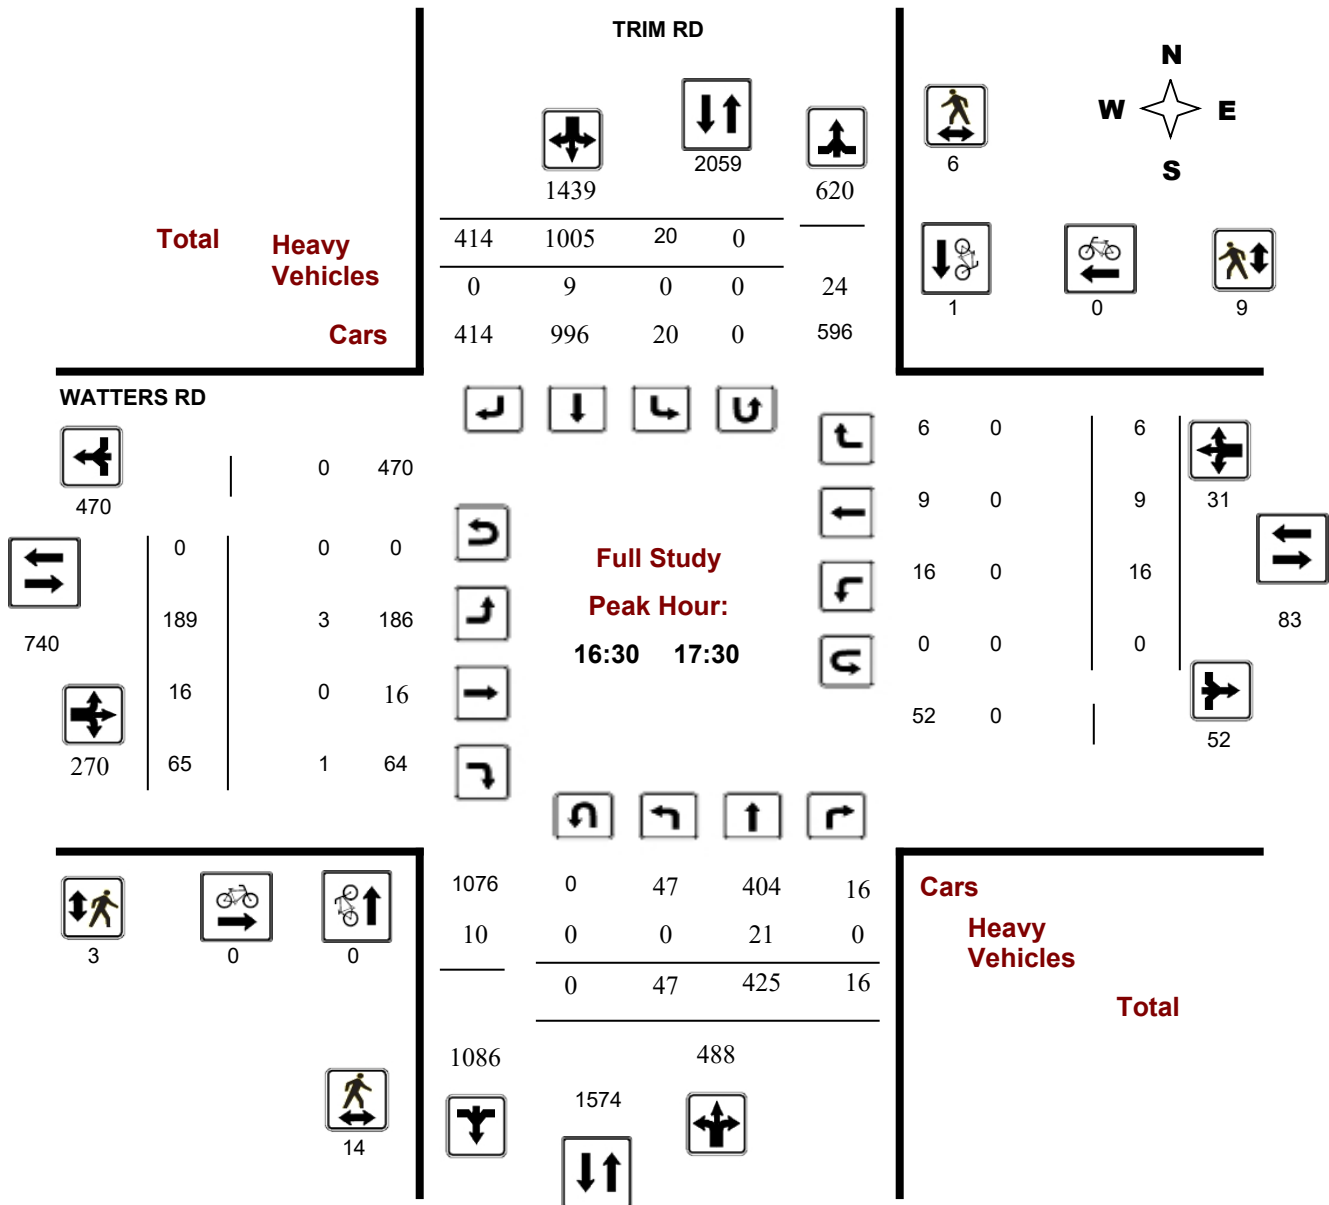 TRIM RD
N
W E
S
2059
6
1439
620
Total
Heavy
Vehicles
414 1005 20 0
0 9 0 0 24
1 0 9
Cars
414 996 20 0 596
WATTERS RD
6 0 6
0 470
470
9 0 9 31
0 0 0
Full Study
16 0 16
Peak Hour:
189 3 186
83
740
16:30 17:30
0 0 0
16 0 16
52 0
52
270
65 1 64
1076 0 47 404 16
Cars
10 0 0 21 0
Heavy
Vehicles
3 0 0
0 47 425 16
Total
1086
488
1574
14